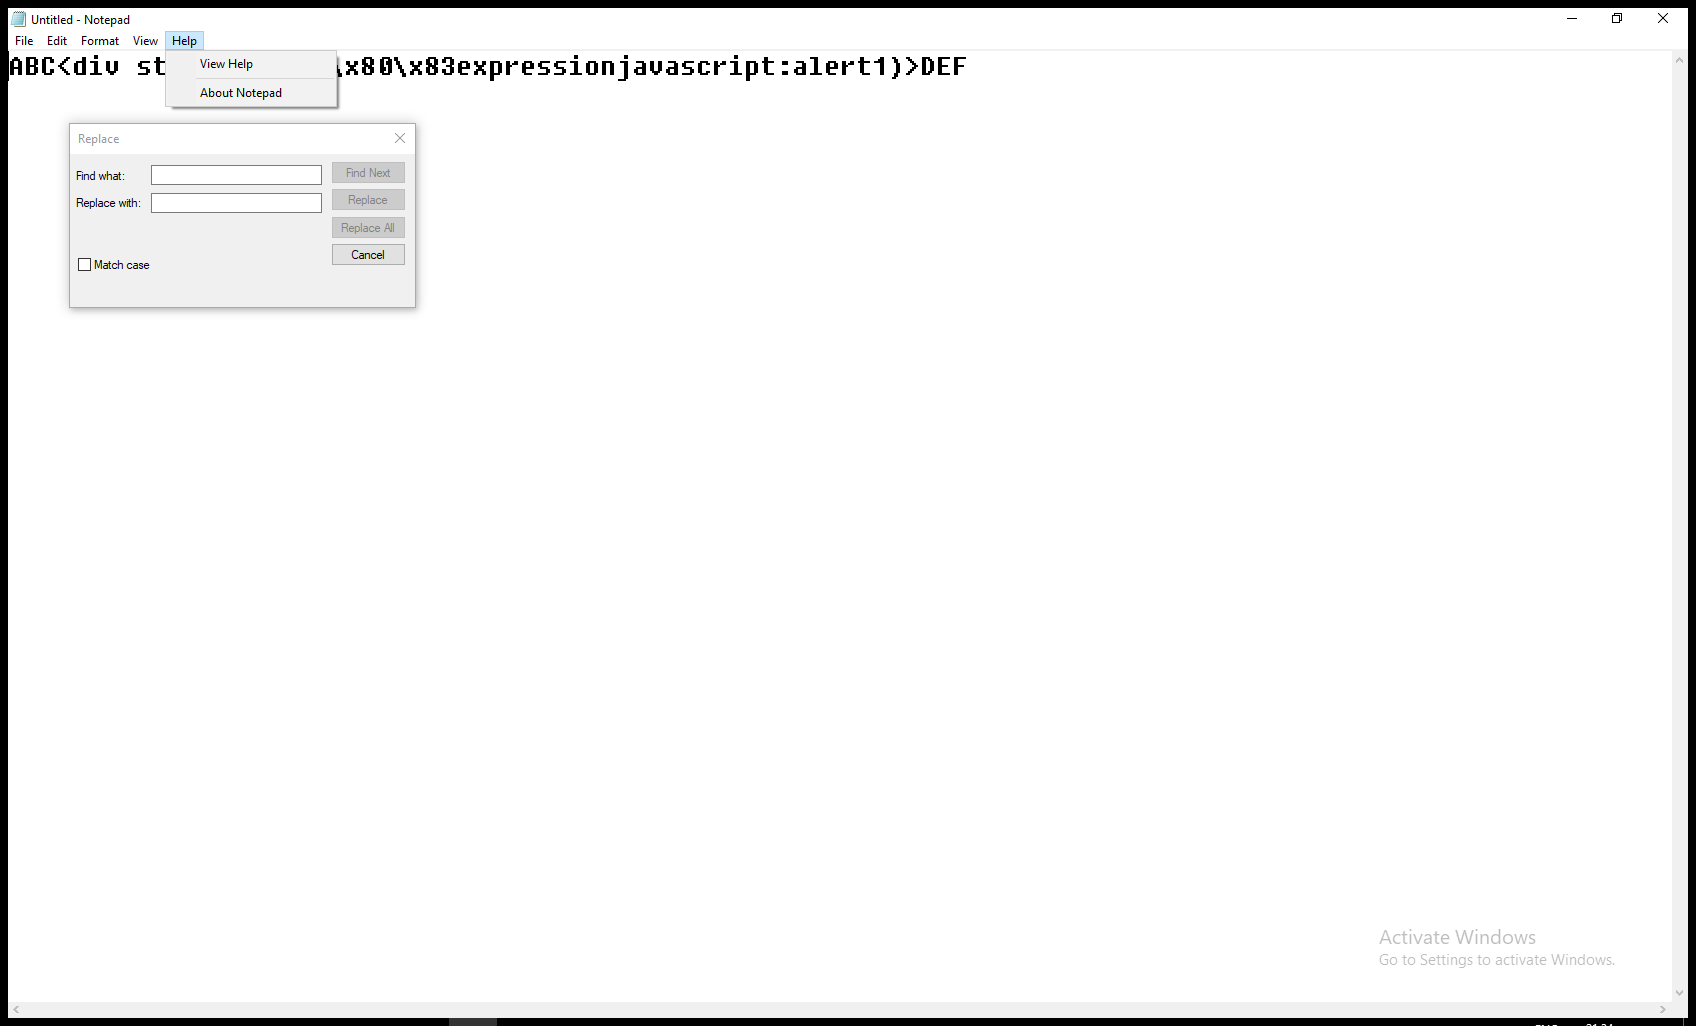 Untitled - Notepad
File Edit Format View Help
ABC<div st
\x80\x83expressionjavascript:alert1)>DEF
View Help
About Notepad
Replace
Find what:
Find Next
Replace with:
Replace
Replace All
Cancel
Match case
Activate Windows
Go to Settings to activate Windows.